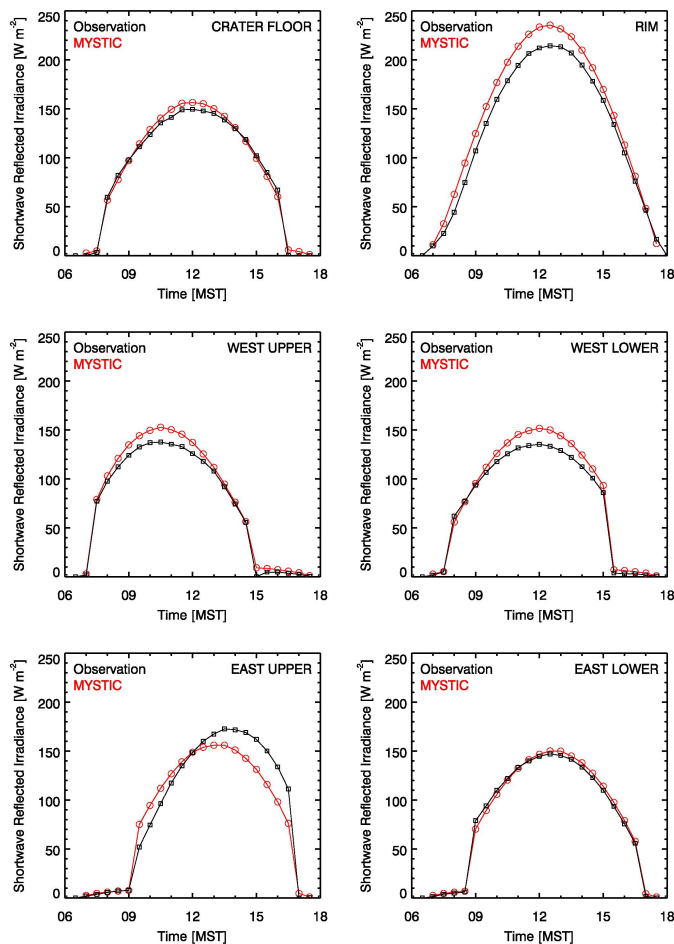 Observation CRATER FLOOR
MYSTIC
250
200
150
100
50
0
06 09 12 15 18
Time [MST]
Shortwave Reflected Irradiance [W m-2]
Observation RIM
MYSTIC
250
200
150
100
50
0
06 09 12 15 18
Time [MST]
Shortwave Reflected Irradiance [W m-2]
Observation WEST UPPER
MYSTIC
250
200
150
100
50
0
06 09 12 15 18
Time [MST]
Shortwave Reflected Irradiance [W m-2]
Observation WEST LOWER
MYSTIC
250
200
150
100
50
0
06 09 12 15 18
Time [MST]
Shortwave Reflected Irradiance [W m-2]
Observation EAST UPPER
MYSTIC
250
200
150
100
50
0
06 09 12 15 18
Time [MST]
Shortwave Reflected Irradiance [W m-2]
Observation EAST LOWER
MYSTIC
250
200
150
100
50
0
06 09 12 15 18
Time [MST]
Shortwave Reflected Irradiance [W m-2]